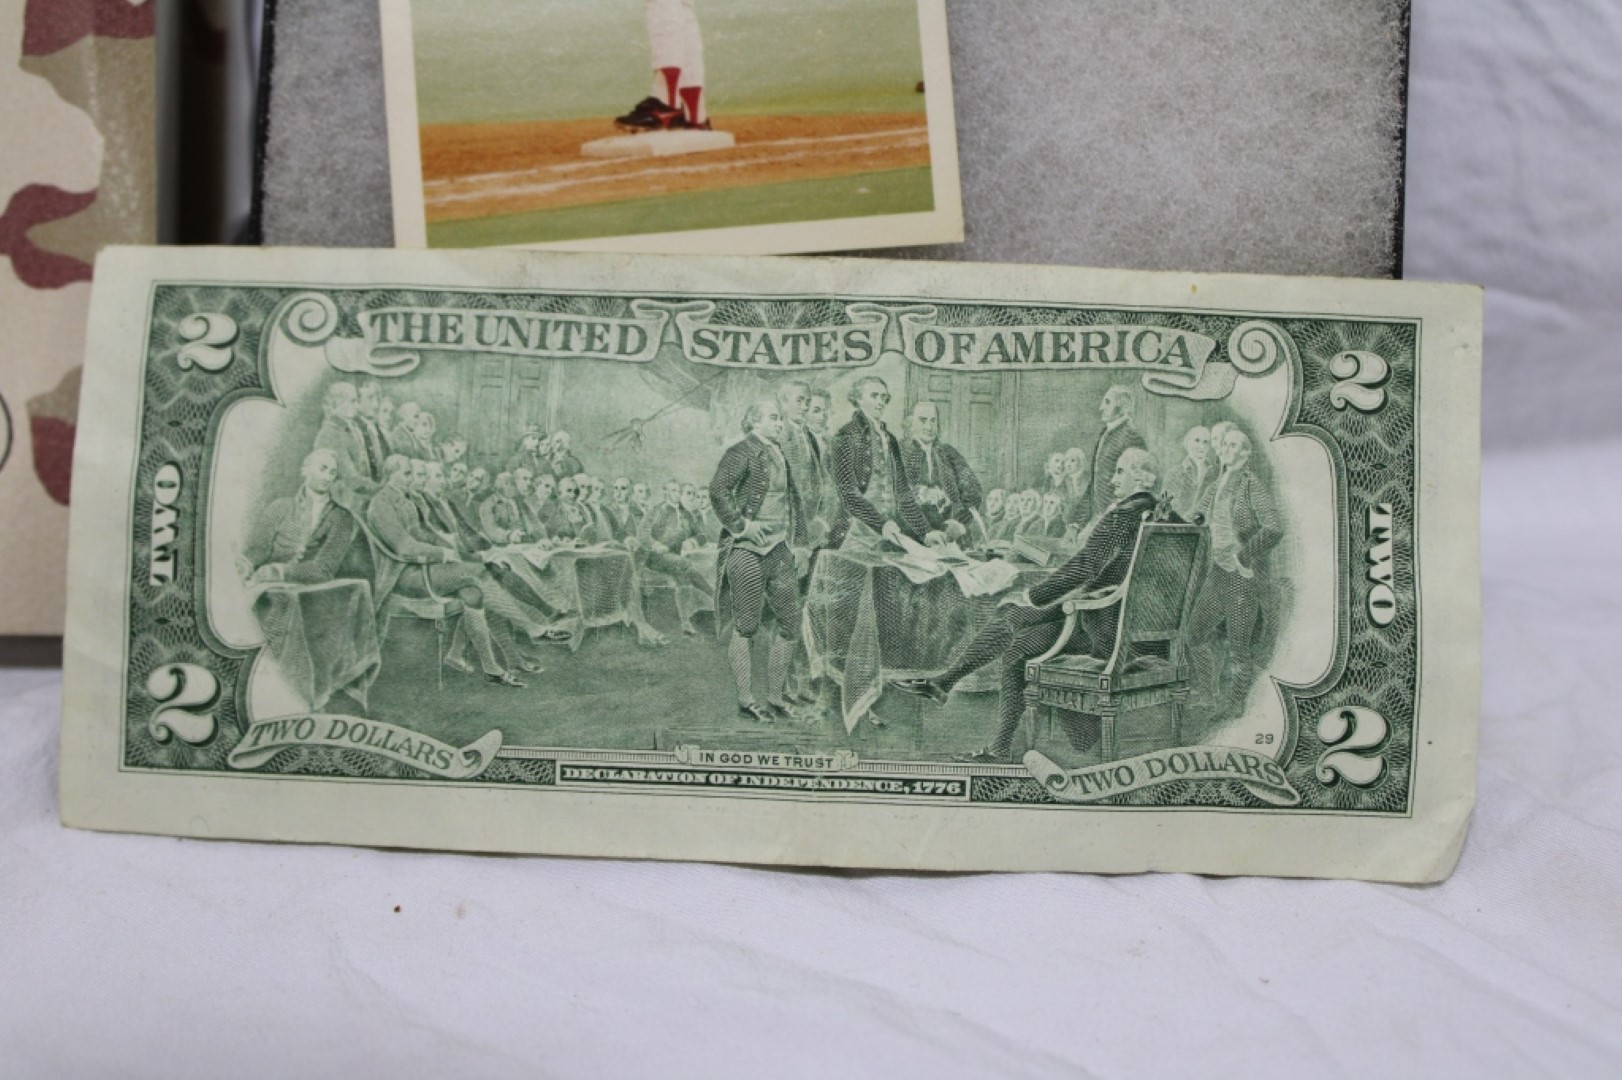 THE UNITED STATES OF AMERICA
2
2
TWO
TWO
2
2
TWO DOLLARS
IN GOD WE TRUST
DECLARATION OF INDEPENDENCE, 1776
29
TWO DOLLARS